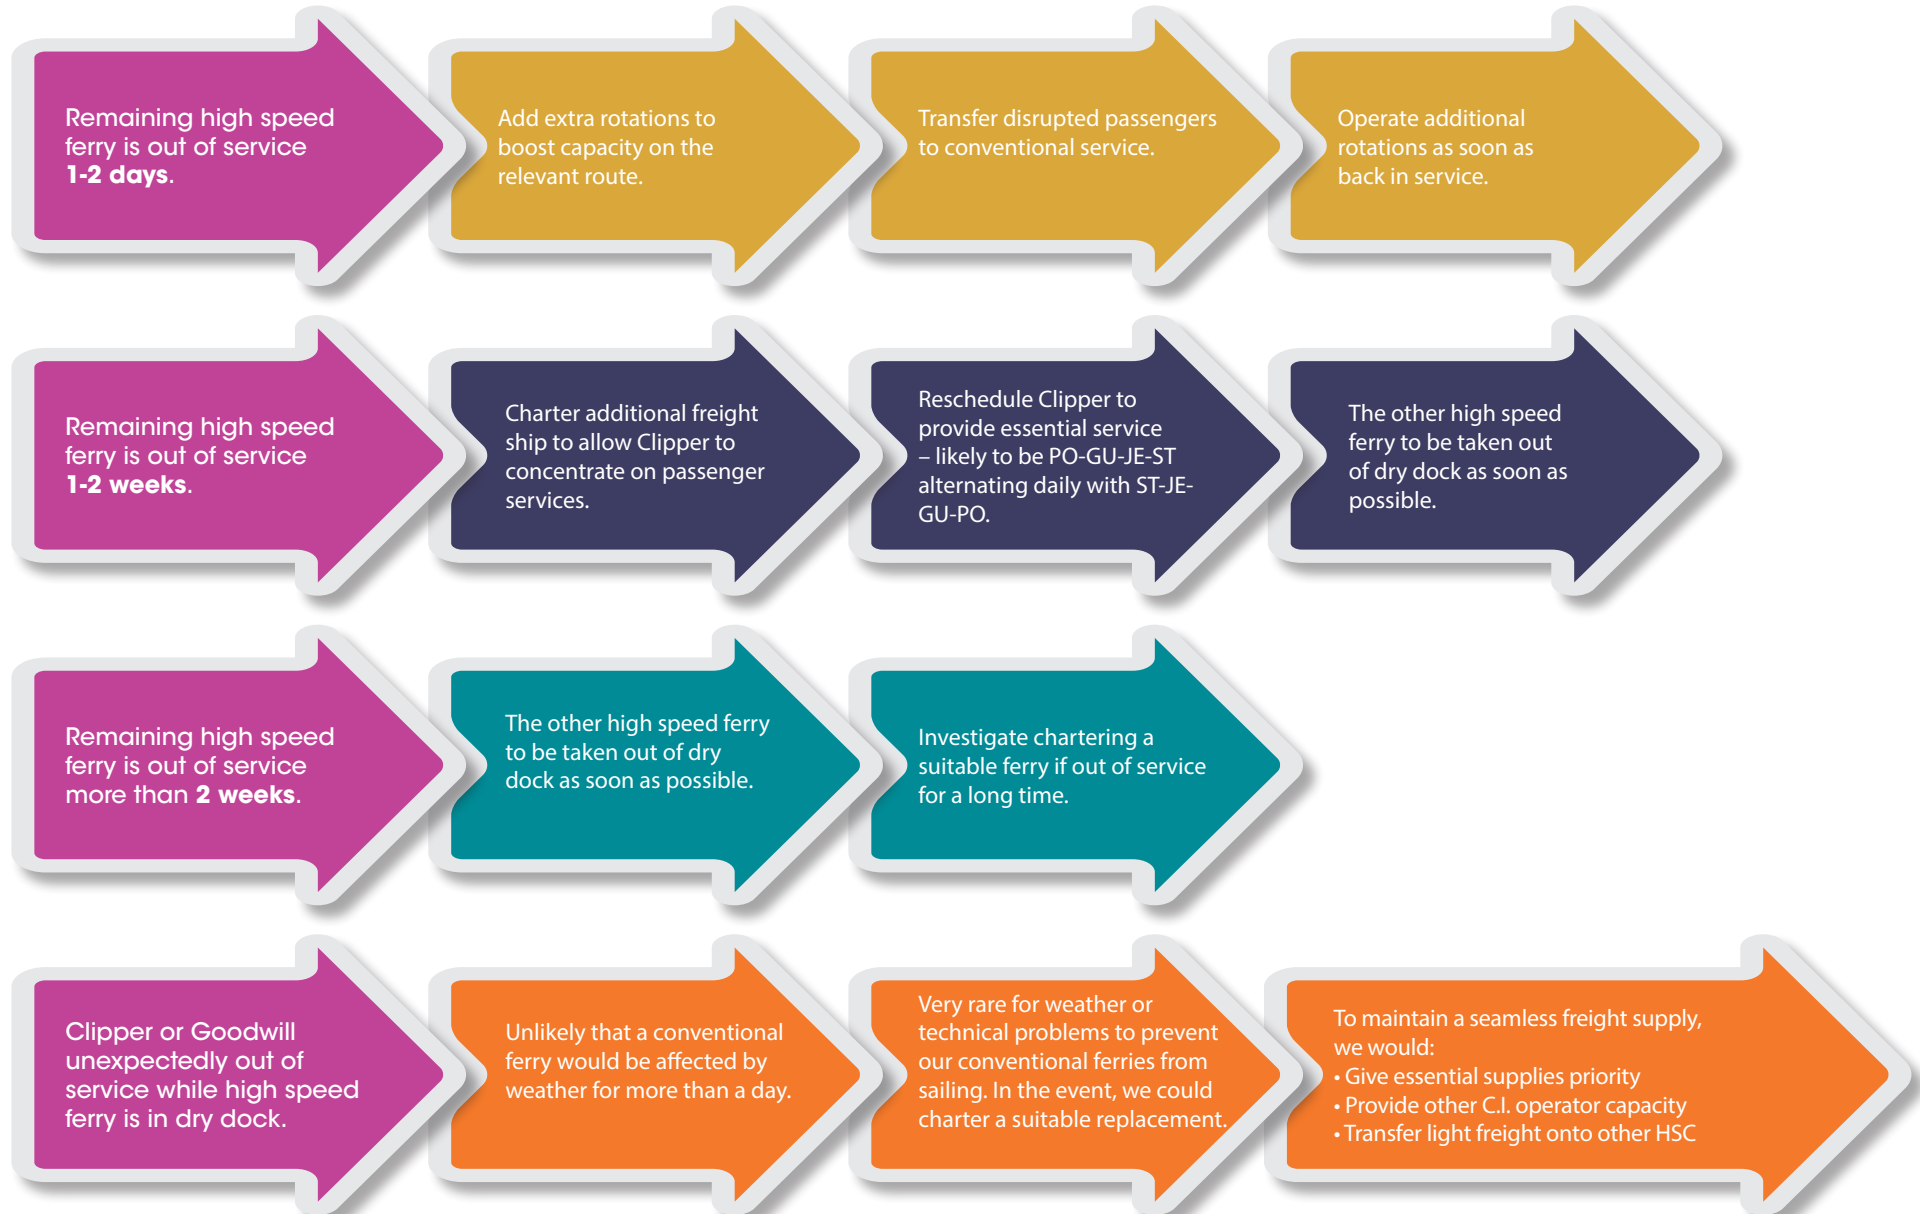 Remaining high speed
ferry is out of service
1-2 days.
Add extra rotations to
boost capacity on the
relevant route.
Transfer disrupted passengers
to conventional service.
Operate additional
rotations as soon as
back in service.
Remaining high speed
ferry is out of service
1-2 weeks.
Charter additional freight
ship to allow Clipper to
concentrate on passenger
services.
Reschedule Clipper to
provide essential service
– likely to be PO-GU-JE-ST
alternating daily with ST-JE-
GU-PO.
The other high speed
ferry to be taken out
of dry dock as soon as
possible.
Remaining high speed
ferry is out of service
more than 2 weeks.
The other high speed ferry
to be taken out of dry
dock as soon as possible.
Investigate chartering a
suitable ferry if out of service
for a long time.
Clipper or Goodwill
unexpectedly out of
service while high speed
ferry is in dry dock.
Unlikely that a conventional
ferry would be affected by
weather for more than a day.
Very rare for weather or
technical problems to prevent
our conventional ferries from
sailing. In the event, we could
charter a suitable replacement.
To maintain a seamless freight supply,
we would:
• Give essential supplies priority
• Provide other C.I. operator capacity
• Transfer light freight onto other HSC